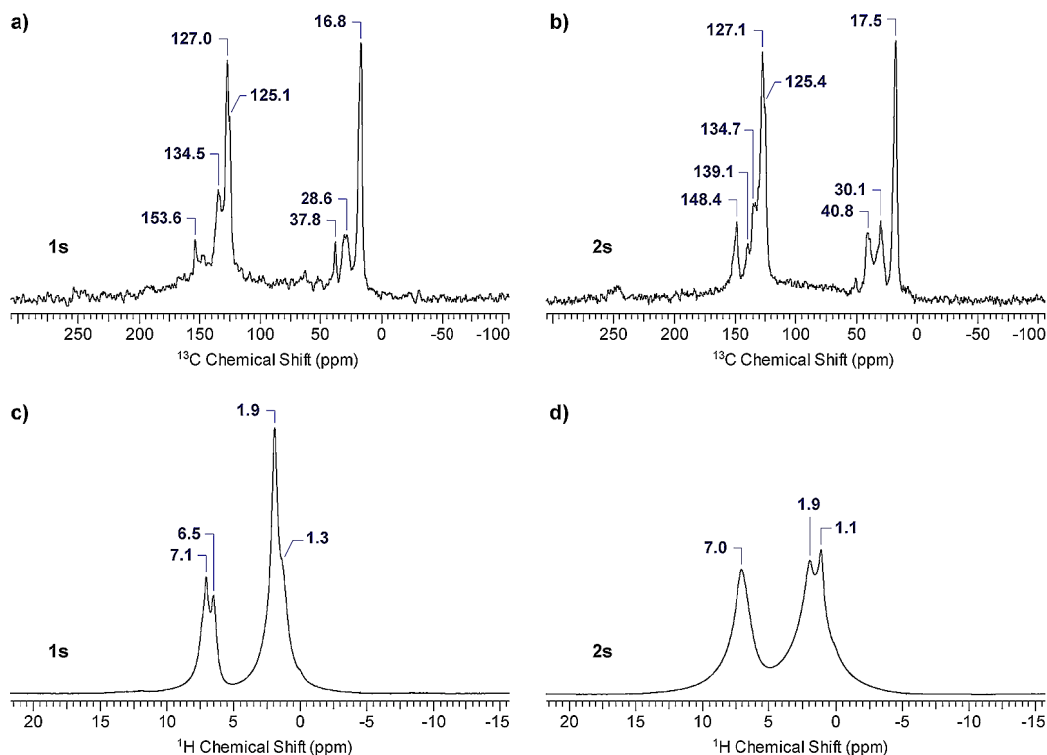 a)
16.8
127.0
125.1
134.5
28.6
153.6
37.8
1s
250 200 150 100 50 0 -50 -100
¹³C Chemical Shift (ppm)
b)
17.5
127.1
125.4
134.7
139.1
30.1
148.4
40.8
2s
250 200 150 100 50 0 -50 -100
¹³C Chemical Shift (ppm)
c)
1.9
6.5
1.3
7.1
1s
20 15 10 5 0 -5 -10 -15
¹H Chemical Shift (ppm)
d)
1.9
1.1
7.0
2s
20 15 10 5 0 -5 -10 -15
¹H Chemical Shift (ppm)